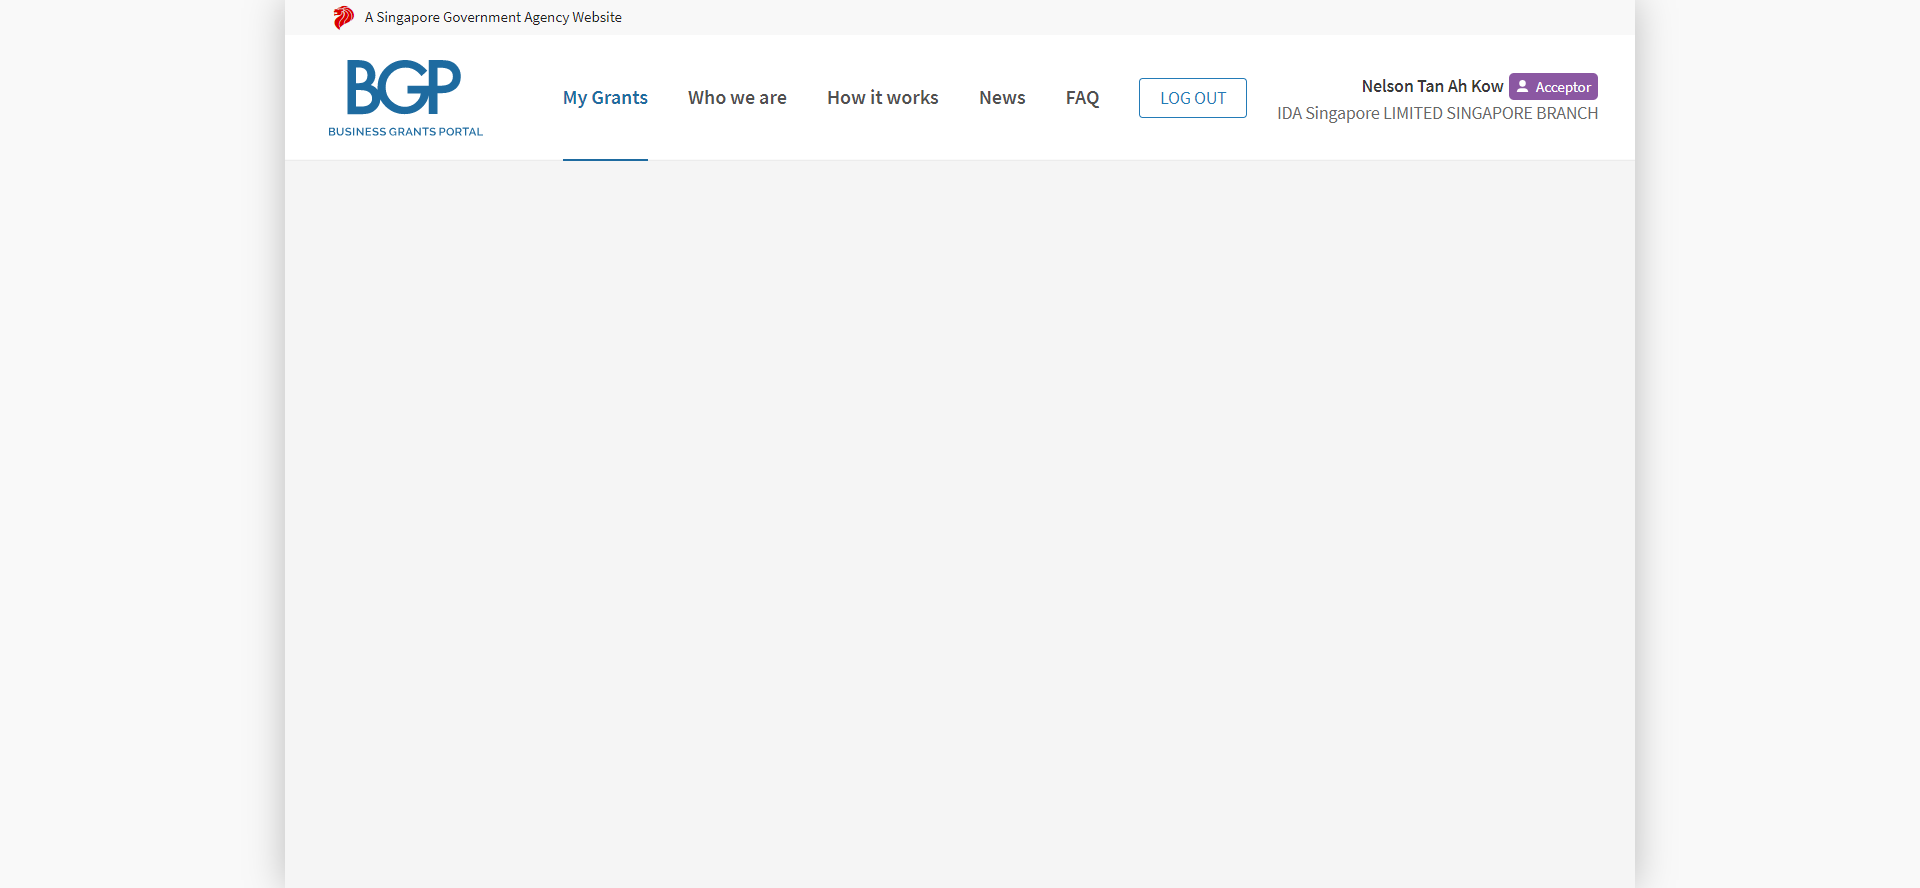 A Singapore Government Agency Website
BGP
BUSINESS GRANTS PORTAL
My Grants
Who we are
How it works
News
FAQ
LOG OUT
Nelson Tan Ah Kow
Acceptor
IDA Singapore LIMITED SINGAPORE BRANCH